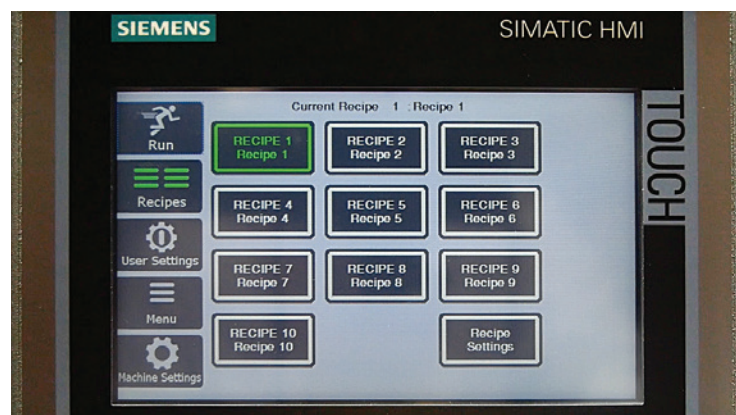 SIEMENS
SIMATIC HMI
TOUCH
Current Recipe 1 : Recipe 1
Run
Recipes
User Settings
Menu
Machine Settings
RECIPE 1
Recipe 1
RECIPE 2
Recipe 2
RECIPE 3
Recipe 3
RECIPE 4
Recipe 4
RECIPE 5
Recipe 5
RECIPE 6
Recipe 6
RECIPE 7
Recipe 7
RECIPE 8
Recipe 8
RECIPE 9
Recipe 9
RECIPE 10
Recipe 10
Recipe
Settings